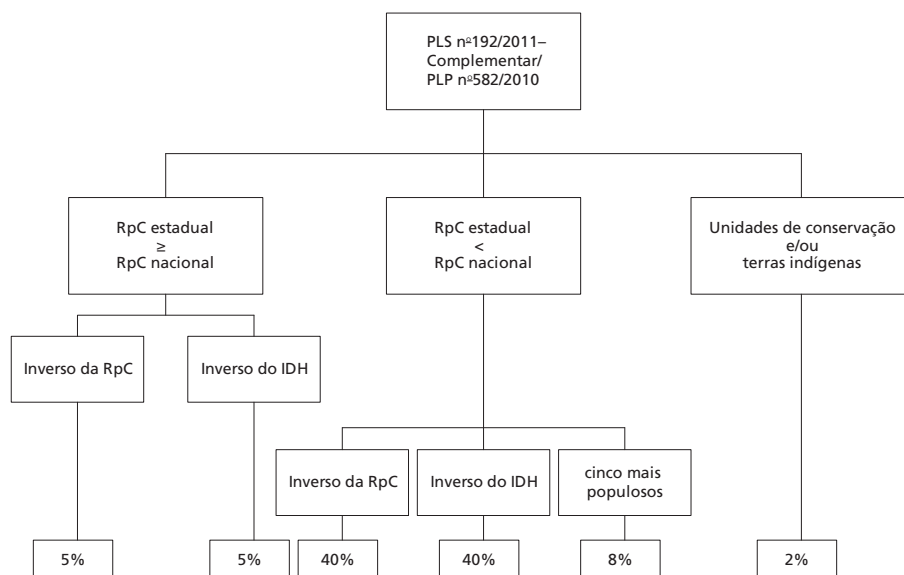 PLS nº192/2011–
Complementar/
PLP nº582/2010
RpC estadual
≥
RpC nacional
RpC estadual
<
RpC nacional
Unidades de conservação
e/ou
terras indígenas
Inverso da RpC
Inverso do IDH
Inverso da RpC
Inverso do IDH
cinco mais
populosos
5%
5%
40%
40%
8%
2%